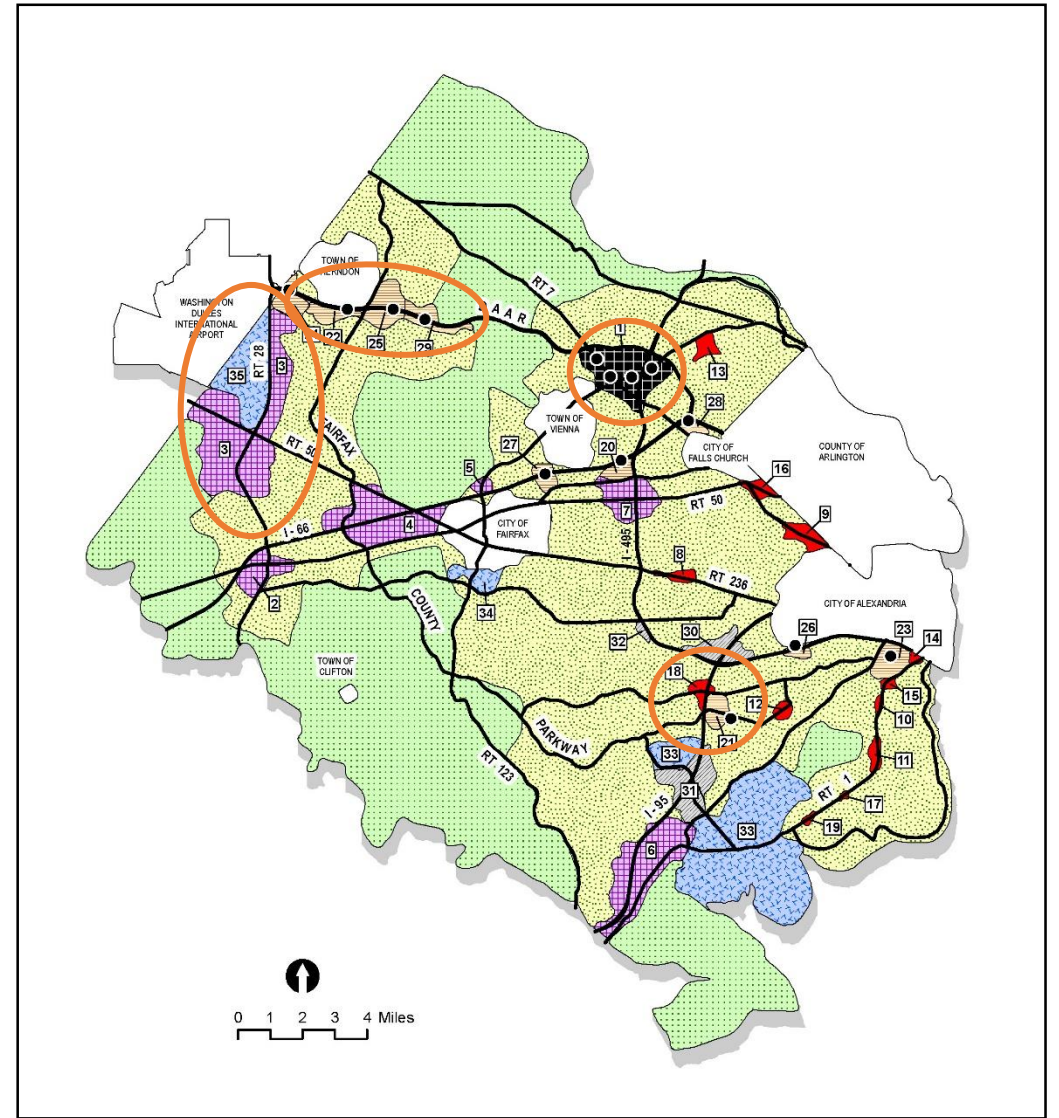 TOWN OF
HERNDON
WASHINGTON
DULLES
INTERNATIONAL
AIRPORT
RT 7
A A R
1
22
25
29
13
RT 28
3
35
3
TOWN OF
VIENNA
28
COUNTY OF
ARLINGTON
CITY OF
FALLS CHURCH
27
20
FAIRFAX
RT 50
5
16
4
7
RT 50
9
CITY OF
FAIRFAX
I-66
I-495
8
RT 236
2
34
COUNTY
CITY OF ALEXANDRIA
32
30
26
23
14
TOWN OF
CLIFTON
18
15
12
10
PARKWAY
21
11
33
RT 123
31
RT 1
17
I-95
33
19
6
0 1 2 3 4 Miles